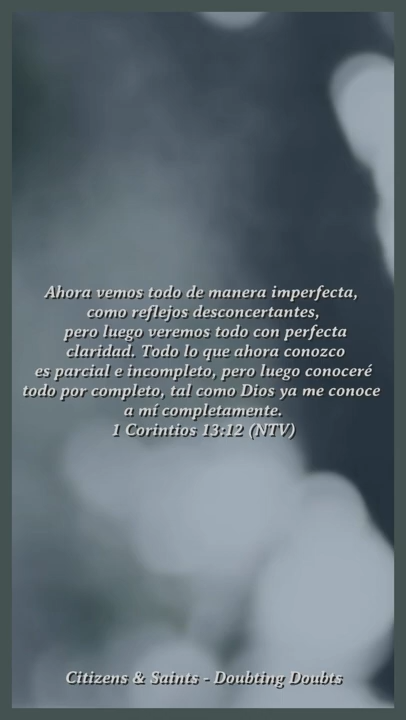 Ahora vemos todo de manera imperfecta,
como reflejos desconcertantes,
pero luego veremos todo con perfecta
claridad. Todo lo que ahora conozco
es parcial e incompleto, pero luego conoceré
todo por completo, tal como Dios ya me conoce
a mí completamente.
1 Corintios 13:12 (NTV)
Citizens & Saints - Doubting Doubts